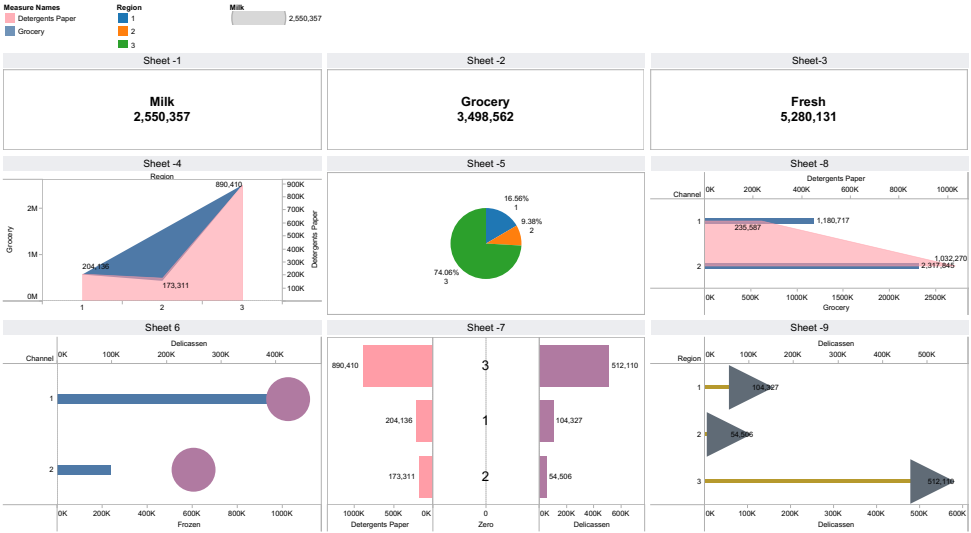 Measure Names
Detergents Paper
Grocery
Region
1
2
3
Milk
2,550,357
Sheet -1
Milk
2,550,357
Sheet -2
Grocery
3,498,562
Sheet-3
Fresh
5,280,131
Sheet -4
Region
2M
1M
0M
Grocery
204,136
173,311
890,410
900K
800K
700K
600K
500K
400K
300K
200K
100K
Detergents Paper
1 2 3
Sheet -5
16.56%
1
9.38%
2
74.06%
3
Sheet -8
Detergents Paper
Channel 0K 200K 400K 600K 800K 1000K
1 1,180,717
235,587
1,032,270
2 2,317,845
0K 500K 1000K 1500K 2000K 2500K
Grocery
Sheet 6
Delicassen
Channel 0K 100K 200K 300K 400K
1
2
0K 200K 400K 600K 800K 1000K
Frozen
Sheet -7
890,410 3 512,110
204,136 1 104,327
173,311 2 54,506
1000K 500K 0K 0 0K 200K 400K 600K
Detergents Paper Zero Delicassen
Sheet -9
Delicassen
Region 0K 100K 200K 300K 400K 500K
1 104,327
2 54,506
3 512,110
0K 100K 200K 300K 400K 500K 600K
Delicassen